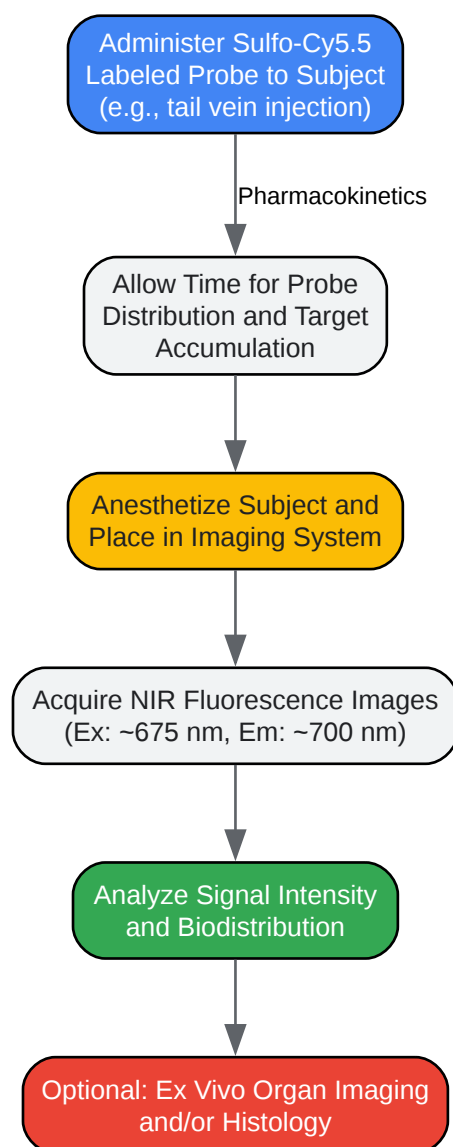 Administer Sulfo-Cy5.5
Labeled Probe to Subject
(e.g., tail vein injection)
Pharmacokinetics
Allow Time for Probe
Distribution and Target
Accumulation
Anesthetize Subject and
Place in Imaging System
Acquire NIR Fluorescence Images
(Ex: ~675 nm, Em: ~700 nm)
Analyze Signal Intensity
and Biodistribution
Optional: Ex Vivo Organ Imaging
and/or Histology